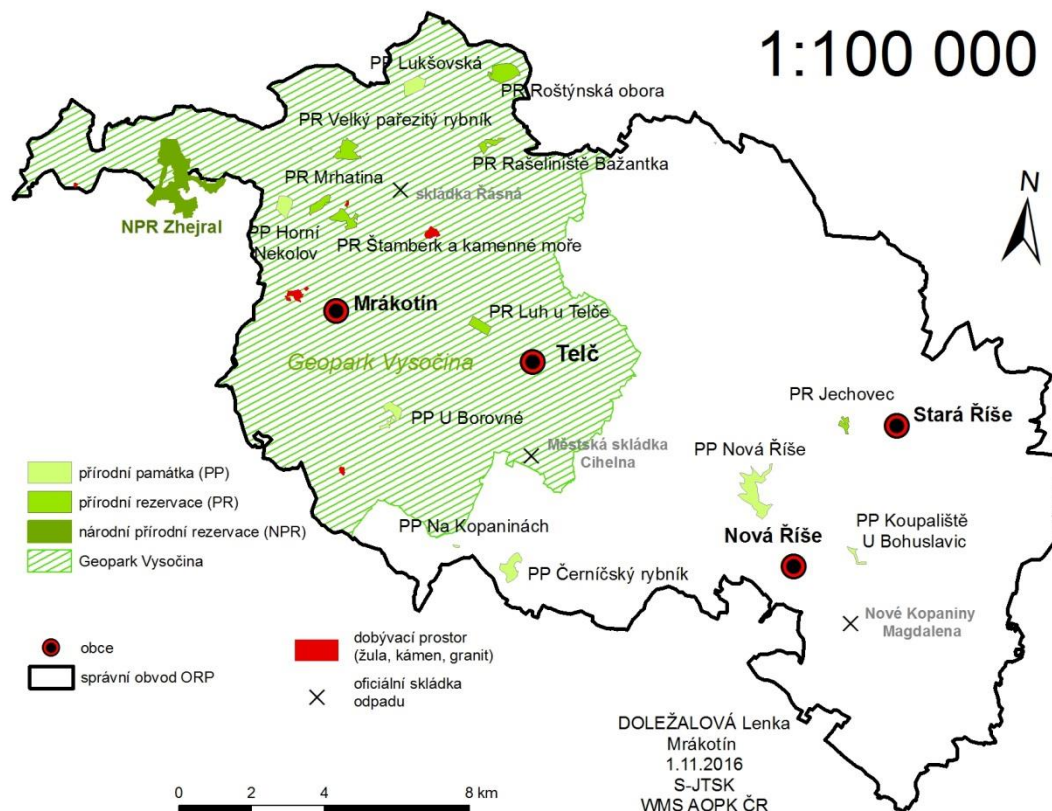 1:100 000
PP Lukšovská
PR Roštýnská obora
PR Velký pařezitý rybník
PR Rašeliniště Bažantka
PR Mrhatina
skládka Řásná
N
NPR Zhejral
PP Horní
Nekolov
PR Štamberk a kamenné moře
Mrákotín
PR Luh u Telče
Geopark Vysočina
Telč
PR Jechovec
Stará Říše
PP U Borovné
Městská skládka
Cihelna
PP Nová Říše
přírodní památka (PP)
přírodní rezervace (PR)
národní přírodní rezervace (NPR)
Geopark Vysočina
PP Na Kopaninách
Nová Říše
PP Koupaliště
U Bohuslavic
PP Černíčský rybník
Nové Kopaniny
Magdalena
obce
správní obvod ORP
dobývací prostor
(žula, kámen, granit)
oficiální skládka
odpadu
DOLEŽALOVÁ Lenka
Mrákotín
1.11.2016
S-JTSK
WMS AOPK ČR
0 4 8 km